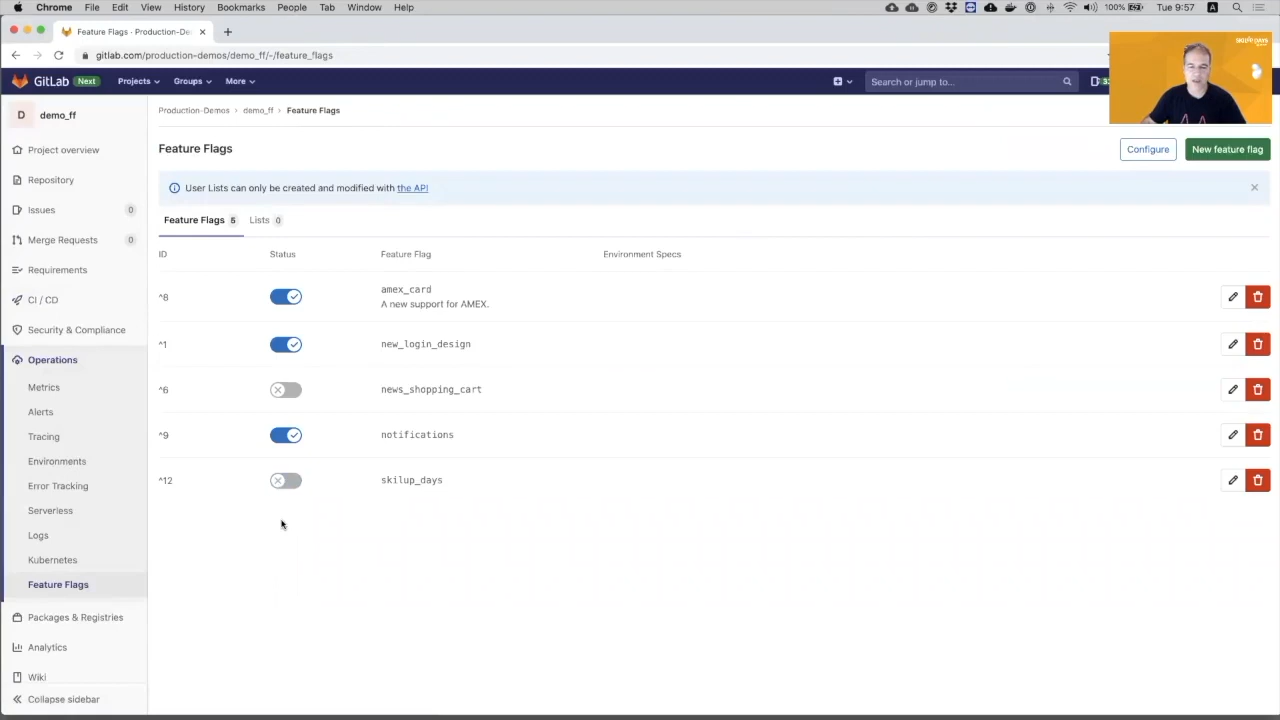 Chrome File Edit View History Bookmarks People Tab Window Help 100% Tue 9:57 A
Feature Flags · Production-De
gitlab.com/production-demos/demo_ff/-/feature_flags
SKILUP DAYS
GitLab Next Projects Groups More Search or jump to...
D demo_ff
Production-Demos › demo_ff › Feature Flags
Project overview
Repository
Issues 0
Merge Requests 0
Requirements
CI / CD
Security & Compliance
Operations
Metrics
Alerts
Tracing
Environments
Error Tracking
Serverless
Logs
Kubernetes
Feature Flags
Packages & Registries
Analytics
Wiki
Collapse sidebar
Feature Flags Configure New feature flag
User Lists can only be created and modified with the API
Feature Flags 5 Lists 0
ID Status Feature Flag Environment Specs
^8 amex_card
A new support for AMEX.
^1 new_login_design
^6 news_shopping_cart
^9 notifications
^12 skilup_days